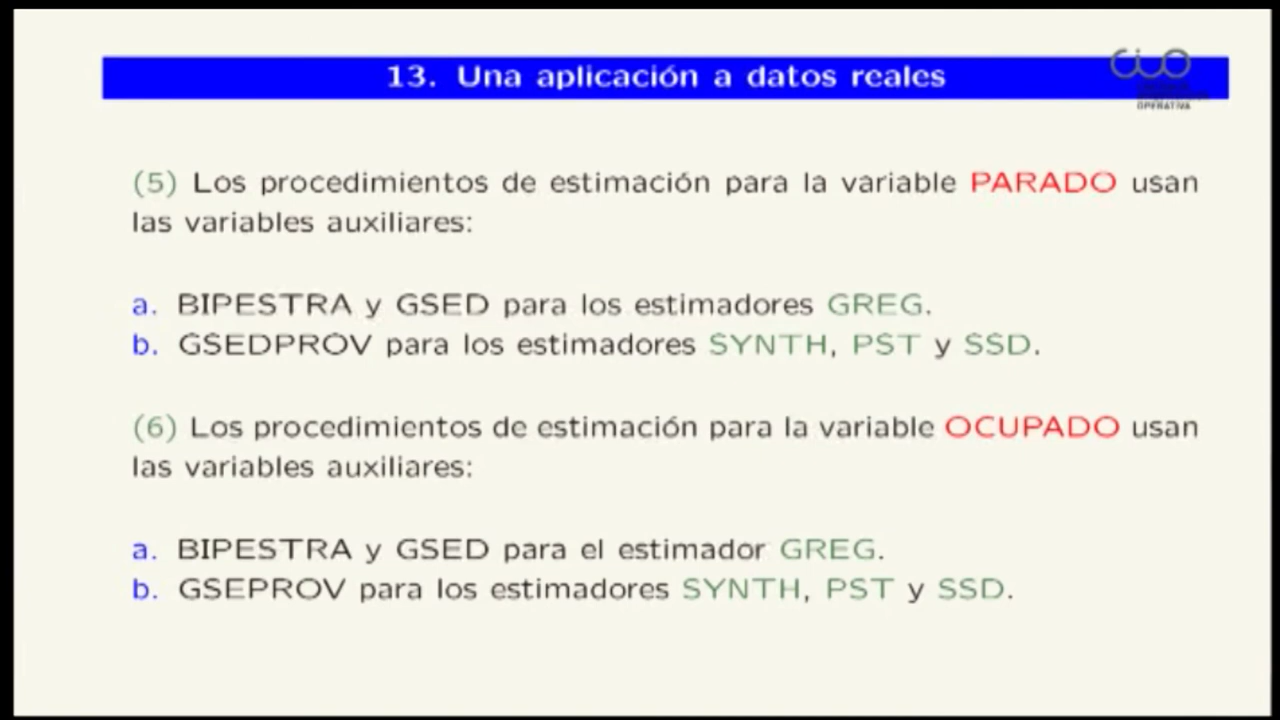 13. Una aplicación a datos reales
OPERATIVA
(5) Los procedimientos de estimación para la variable PARADO usan
las variables auxiliares:
a. BIPESTRA y GSED para los estimadores GREG.
b. GSEDPROV para los estimadores SYNTH, PST y SSD.
(6) Los procedimientos de estimación para la variable OCUPADO usan
las variables auxiliares:
a. BIPESTRA y GSED para el estimador GREG.
b. GSEPROV para los estimadores SYNTH, PST y SSD.